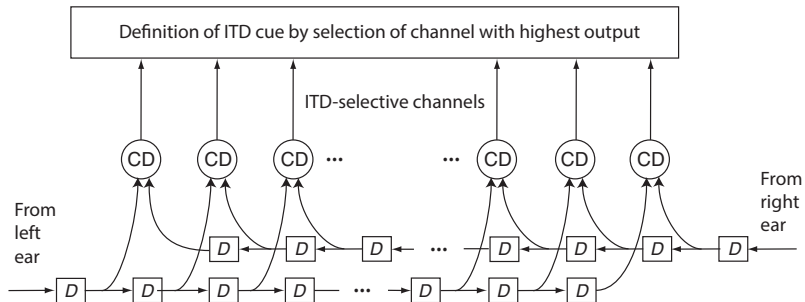 Definition of ITD cue by selection of channel with highest output
ITD-selective channels
CD CD CD ••• ••• CD CD CD
From
left
ear
From
right
ear
D D D ••• D D D D
D D D D ••• D D D